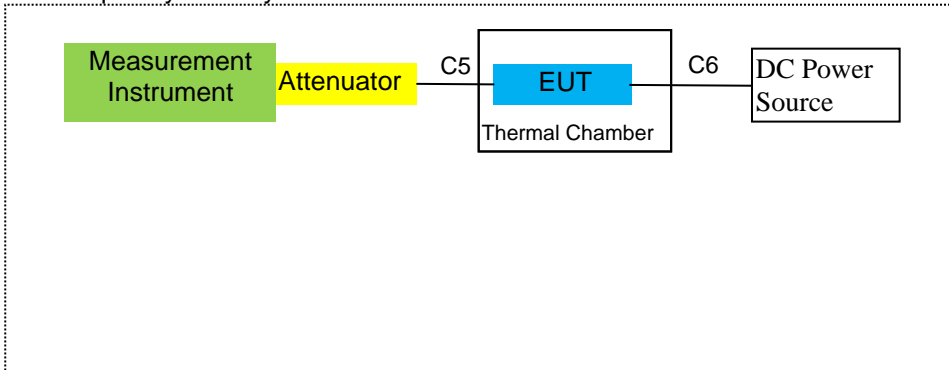 Measurement
Instrument
Attenuator
C5
EUT
Thermal Chamber
C6
DC Power
Source